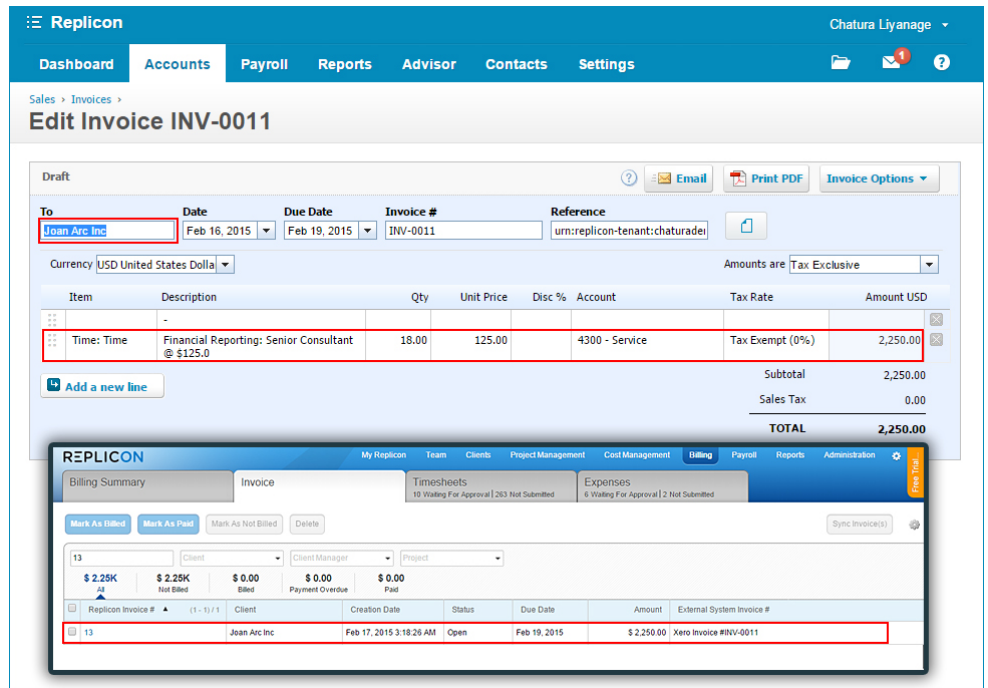 Replicon
Chatura Liyanage
Dashboard Accounts Payroll Reports Advisor Contacts Settings
1 ?
Sales › Invoices ›
Edit Invoice INV-0011
Draft
? Email Print PDF Invoice Options
To Date Due Date Invoice # Reference
Joan Arc Inc Feb 16, 2015 Feb 19, 2015 INV-0011 urn:replicon-tenant:chaturader
Currency USD United States Dolla Amounts are Tax Exclusive
Item Description Qty Unit Price Disc % Account Tax Rate Amount USD
-
Time: Time Financial Reporting: Senior Consultant 18.00 125.00 4300 - Service Tax Exempt (0%) 2,250.00
@ $125.0
Subtotal 2,250.00
Add a new line
Sales Tax 0.00
TOTAL 2,250.00
REPLICON My Replicon Team Clients Project Management Cost Management Billing Payroll Reports Administration
Free Trial...
Billing Summary Invoice Timesheets Expenses
10 Waiting For Approval | 263 Not Submitted 6 Waiting For Approval | 2 Not Submitted
Mark As Billed Mark As Paid Mark As Not Billed Delete Sync Invoice(s)
13 Client Client Manager Project
$ 2.25K $ 2.25K $ 0.00 $ 0.00 $ 0.00
All Not Billed Billed Payment Overdue Paid
Replicon Invoice # (1 - 1) / 1 Client Creation Date Status Due Date Amount External System Invoice #
13 Joan Arc Inc Feb 17, 2015 3:18:26 AM Open Feb 19, 2015 $ 2,250.00 Xero Invoice #INV-0011